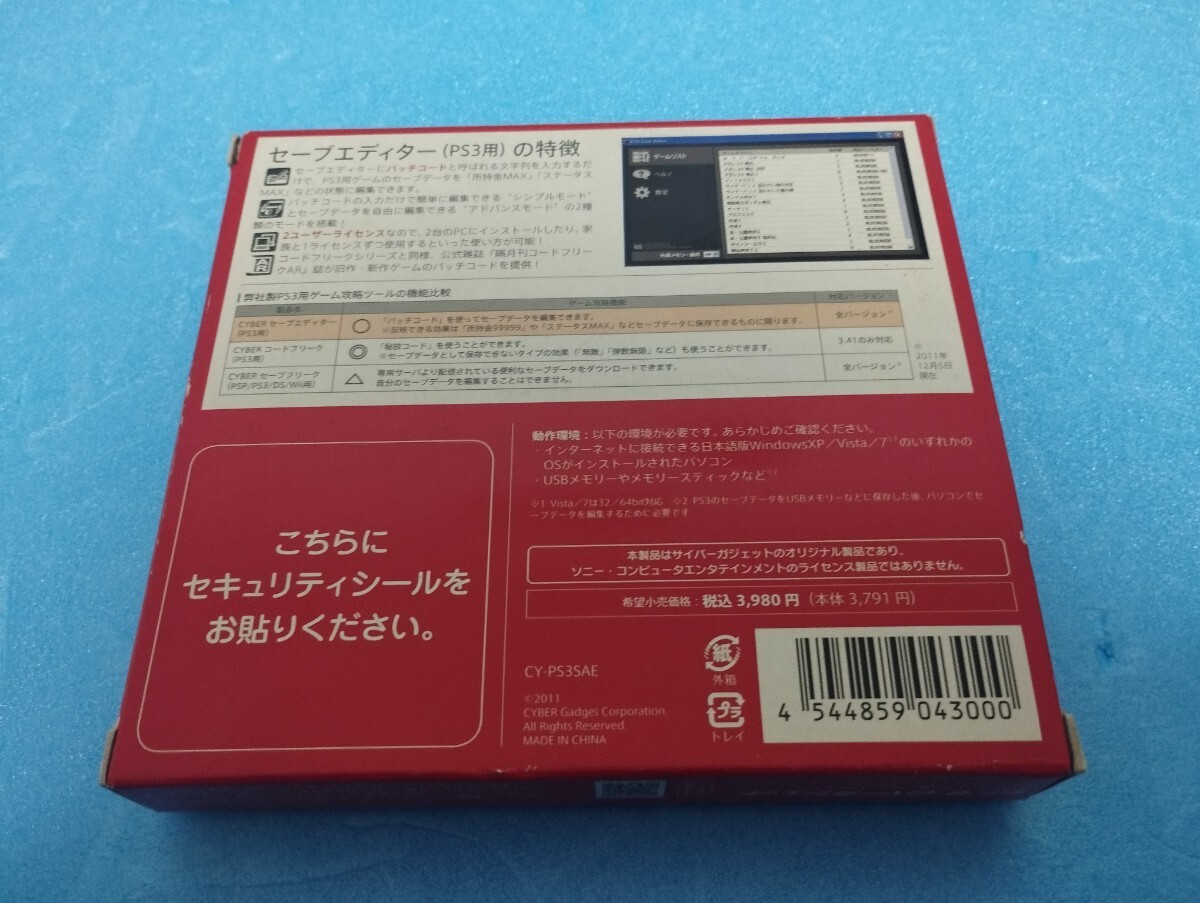 セーブエディター(PS3用)の特徴
セーブエディターにパッチコードと呼ばれる文字列を入力するだ
けで、PS3用ゲームのセーブデータを「所持金MAX」「ステータス
MAX」などの状態に編集できます。
パッチコードの入力だけで簡単に編集できる"シンプルモード"
とセーブデータを自由に編集できる"アドバンスモード"の2種
類のモードを搭載!
2ユーザーライセンスなので、2台のPCにインストールしたり、家
族と1ライセンスずつ使用するといった使い方が可能!
コードフリークシリーズと同様、公式雑誌「隔月刊コードフリー
クAR」誌が旧作・新作ゲームのパッチコードを提供!
AR
ゲームリスト
ヘルプ
設定
弊社製PS3用ゲーム攻略ツールの機能比較
製品名 ゲーム攻略機能 対応バージョン
CYBER セーブエディター
(PS3用)
○
「パッチコード」を使ってセーブデータを編集できます。
※反映できる効果は「所持金99999」や「ステータスMAX」などセーブデータに保存できるものに限ります。
全バージョン※
CYBER コードフリーク
(PS3用)
◎
「秘技コード」を使うことができます。
※セーブデータとして保存できないタイプの効果(「無敵」「弾数無限」など)も使うことができます。
3.41のみ対応
CYBER セーブフリーク
(PSP/PS3/DS/Wii用)
△
専用サーバより配信されている便利なセーブデータをダウンロードできます。
自分のセーブデータを編集することはできません。
全バージョン※
※
2011年
12月5日
現在
こちらに
セキュリティシールを
お貼りください。
動作環境:以下の環境が必要です。あらかじめご確認ください。
・インターネットに接続できる日本語版WindowsXP/Vista/7※1のいずれかの
OSがインストールされたパソコン
・USBメモリーやメモリースティックなど※2
※1 Vista/7は32/64bit対応 ※2 PS3のセーブデータをUSBメモリーなどに保存した後、パソコンでセ
ーブデータを編集するために必要です
本製品はサイバーガジェットのオリジナル製品であり、
ソニー・コンピュータエンタテインメントのライセンス製品ではありません。
希望小売価格:税込 3,980 円(本体 3,791 円)
CY-PS3SAE
©2011
CYBER Gadget Corporation.
All Rights Reserved.
MADE IN CHINA
紙
外箱
プラ
トレイ
4 544859 043000